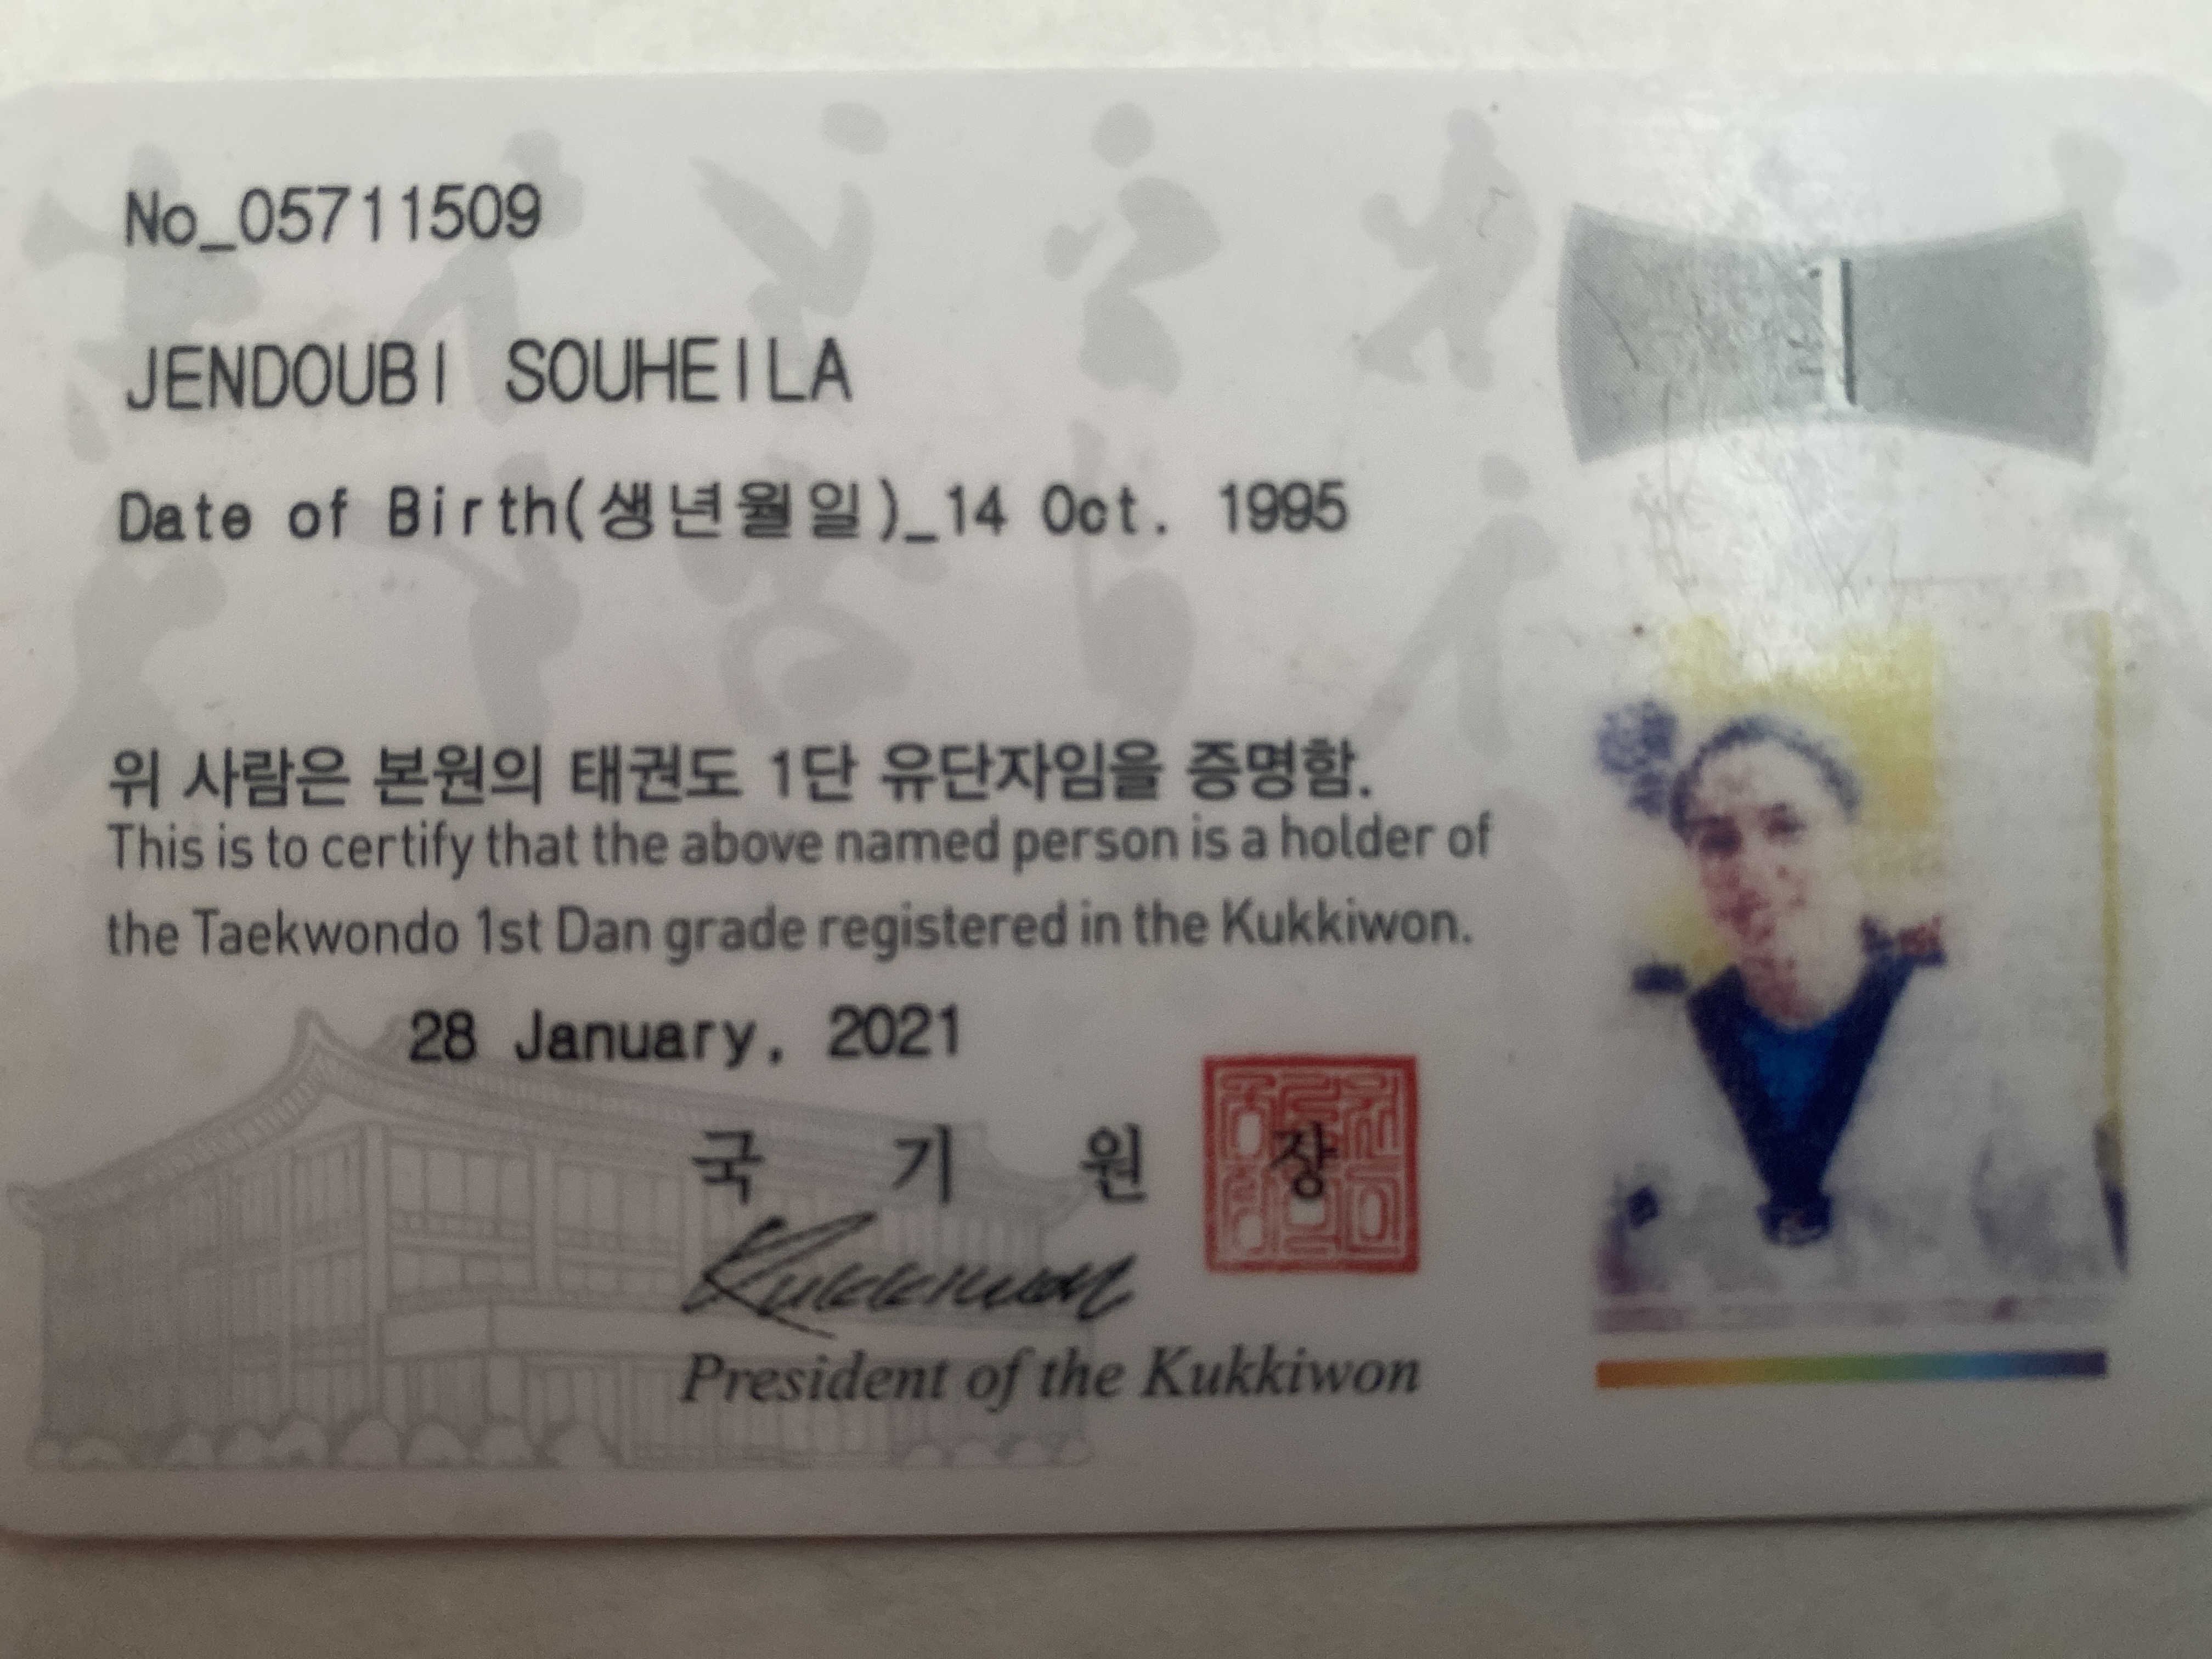 No_05711509
JENDOUBI SOUHEILA
Date of Birth(생년월일)_14 Oct. 1995
위 사람은 본원의 태권도 1단 유단자임을 증명함.
This is to certify that the above named person is a holder of
the Taekwondo 1st Dan grade registered in the Kukkiwon.
28 January, 2021
국 기 원 장
Kukkiwon
President of the Kukkiwon